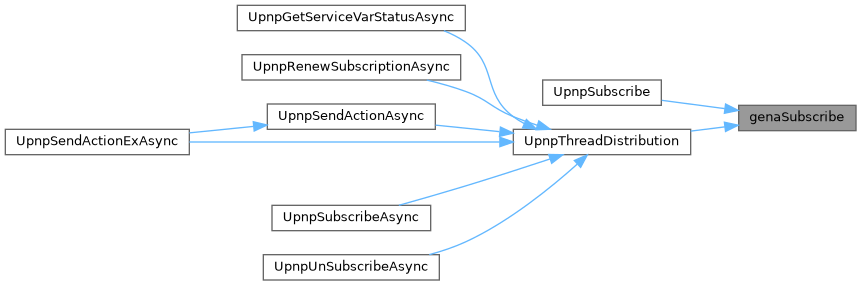 UpnpGetServiceVarStatusAsync
UpnpRenewSubscriptionAsync
UpnpSubscribe
UpnpSendActionAsync
genaSubscribe
UpnpSendActionExAsync
UpnpThreadDistribution
UpnpSubscribeAsync
UpnpUnSubscribeAsync